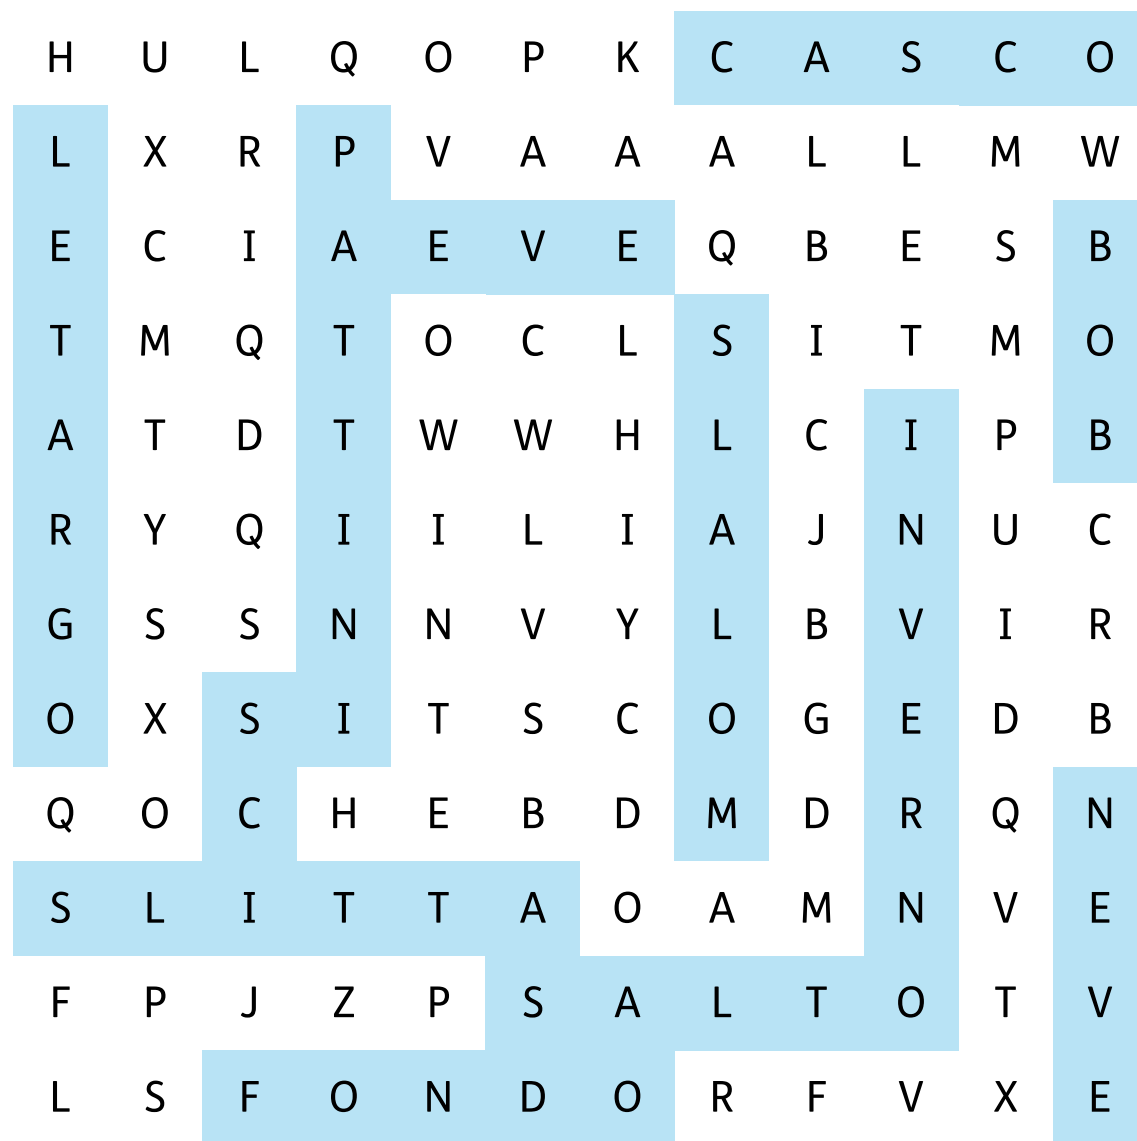 H U L Q O P K C A S C O
L X R P V A A A L L M W
E C I A E V E Q B E S B
T M Q T O C L S I T M O
A T D T W W H L C I P B
R Y Q I I L I A J N U C
G S S N N V Y L B V I R
O X S I T S C O G E D B
Q O C H E B D M D R Q N
S L I T T A O A M N V E
F P J Z P S A L T O T V
L S F O N D O R F V X E